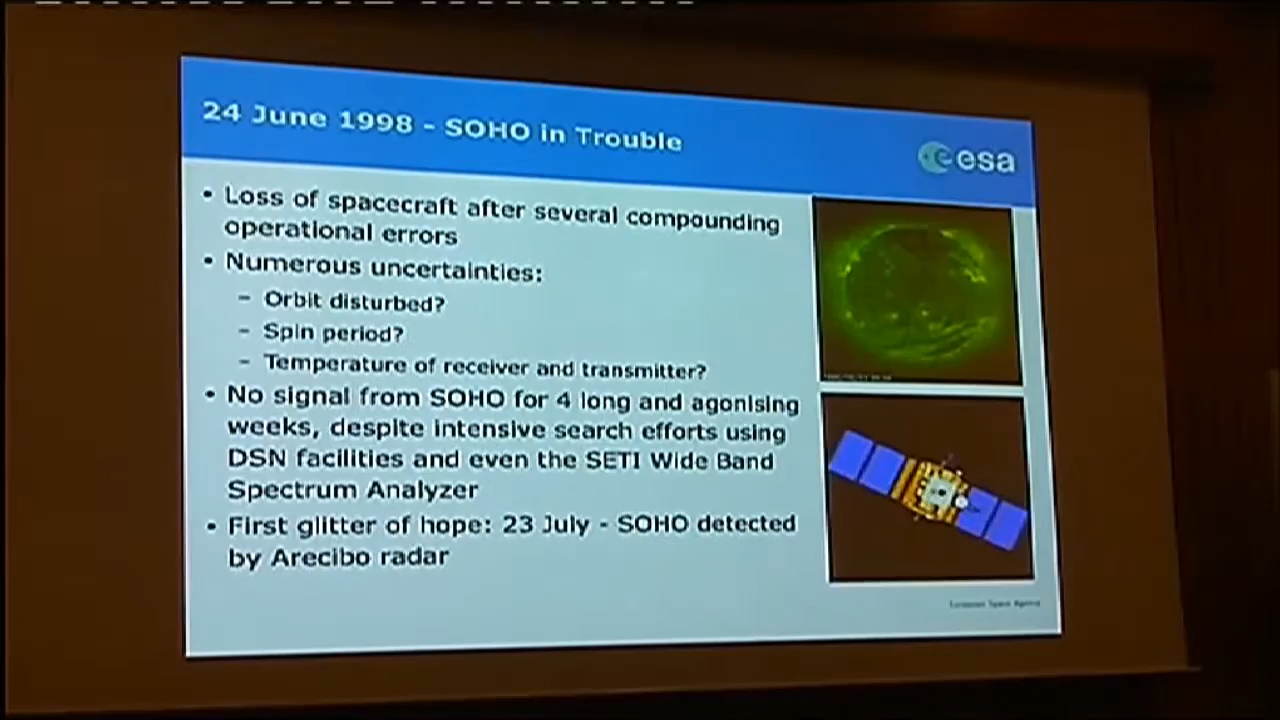 24 June 1998 - SOHO in Trouble
esa
• Loss of spacecraft after several compounding
operational errors
• Numerous uncertainties:
– Orbit disturbed?
– Spin period?
– Temperature of receiver and transmitter?
• No signal from SOHO for 4 long and agonising
weeks, despite intensive search efforts using
DSN facilities and even the SETI Wide Band
Spectrum Analyzer
• First glitter of hope: 23 July - SOHO detected
by Arecibo radar
European Space Agency